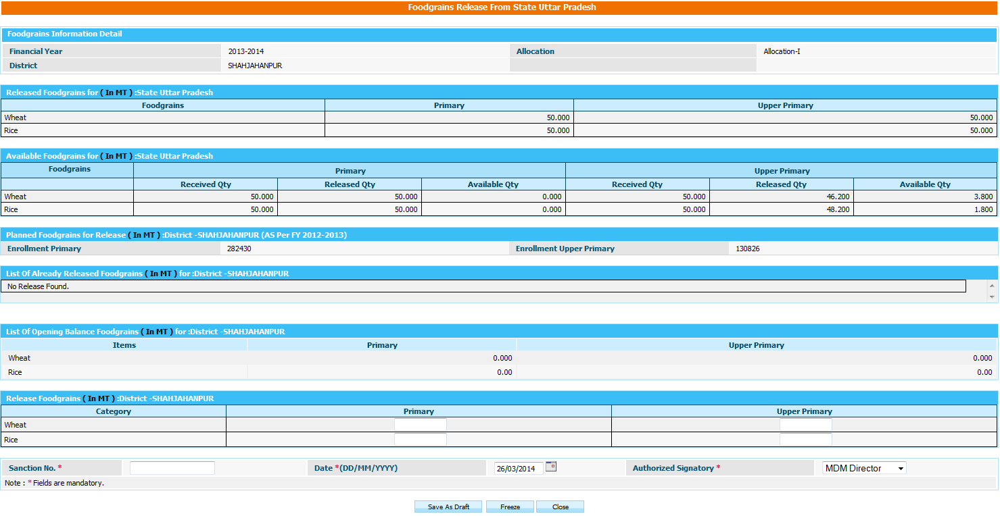 Foodgrains Release From State Uttar Pradesh
Foodgrains Information Detail
Financial Year 2013-2014 Allocation Allocation-I
District SHAHJAHANPUR
Released Foodgrains for ( In MT ) :State Uttar Pradesh
Foodgrains Primary Upper Primary
Wheat 50.000 50.000
Rice 50.000 50.000
Available Foodgrains for ( In MT ) :State Uttar Pradesh
Foodgrains Primary Upper Primary
Received Qty Released Qty Available Qty Received Qty Released Qty Available Qty
Wheat 50.000 50.000 0.000 50.000 46.200 3.800
Rice 50.000 50.000 0.000 50.000 48.200 1.800
Planned Foodgrains for Release ( In MT ) :District -SHAHJAHANPUR (AS Per FY 2012-2013)
Enrollment Primary 282430 Enrollment Upper Primary 130826
List Of Already Released Foodgrains ( In MT ) for :District -SHAHJAHANPUR
No Release Found.
List Of Opening Balance Foodgrains ( In MT ) for :District -SHAHJAHANPUR
Items Primary Upper Primary
Wheat 0.000 0.000
Rice 0.00 0.00
Release Foodgrains ( In MT ) :District -SHAHJAHANPUR
Category Primary Upper Primary
Wheat
Rice
Sanction No. * Date *(DD/MM/YYYY) 26/03/2014 Authorized Signatory * MDM Director
Note : * Fields are mandatory.
Save As Draft Freeze Close